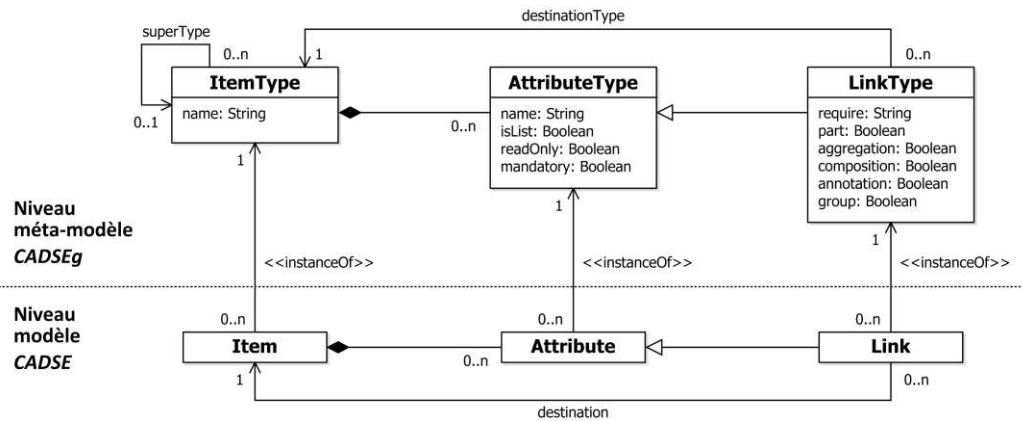 destinationType
superType
0..n
1
0..n
ItemType
AttributeType
LinkType
name: String
name: String
isList: Boolean
readOnly: Boolean
mandatory: Boolean
require: String
part: Boolean
aggregation: Boolean
composition: Boolean
annotation: Boolean
group: Boolean
0..1
0..n
1
1
1
Niveau
méta-modèle
CADSEg
<<instanceOf>>
<<instanceOf>>
<<instanceOf>>
Niveau
modèle
CADSE
0..n
0..n
0..n
Item
Attribute
Link
0..n
1
0..n
destination